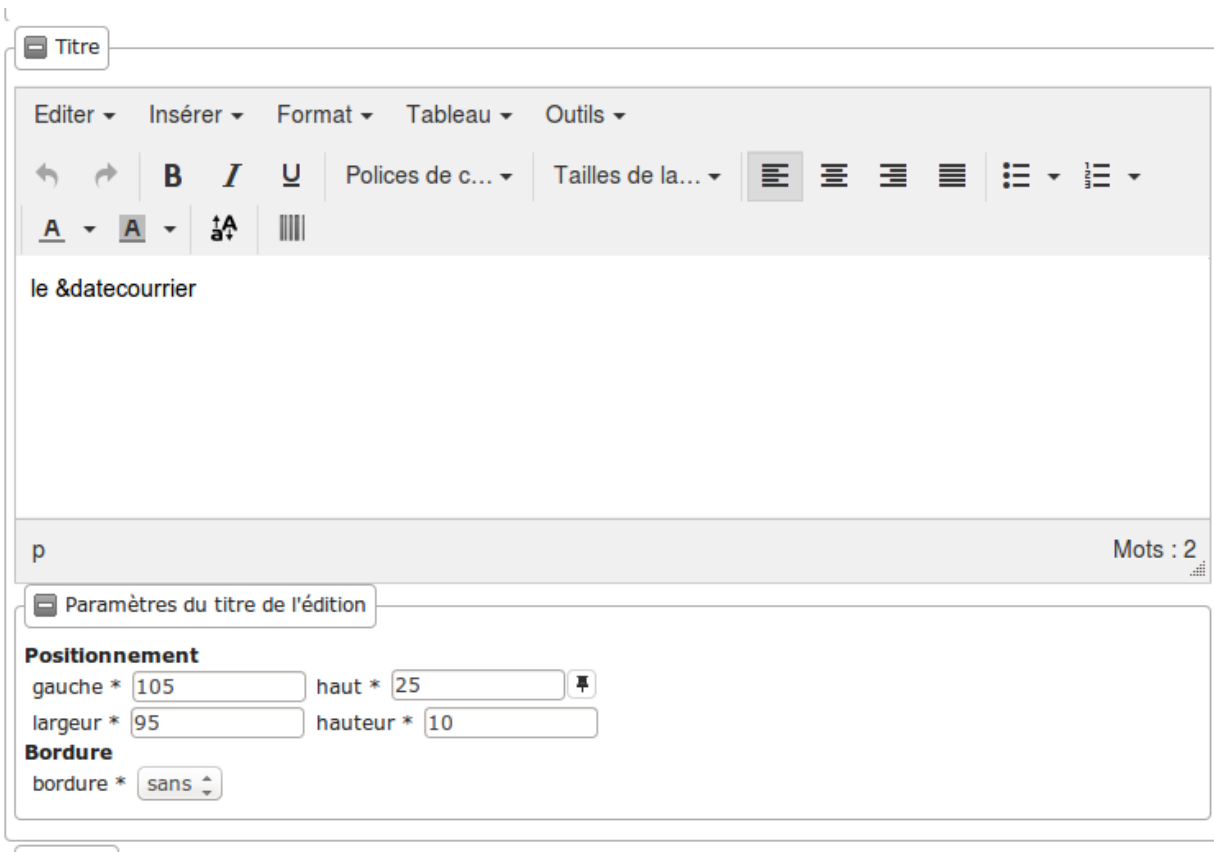 Titre
Editer Insérer Format Tableau Outils
B I U Polices de c... Tailles de la...
A A
le &datecourrier
p Mots : 2
Paramètres du titre de l'édition
Positionnement
gauche * 105 haut * 25
largeur * 95 hauteur * 10
Bordure
bordure * sans